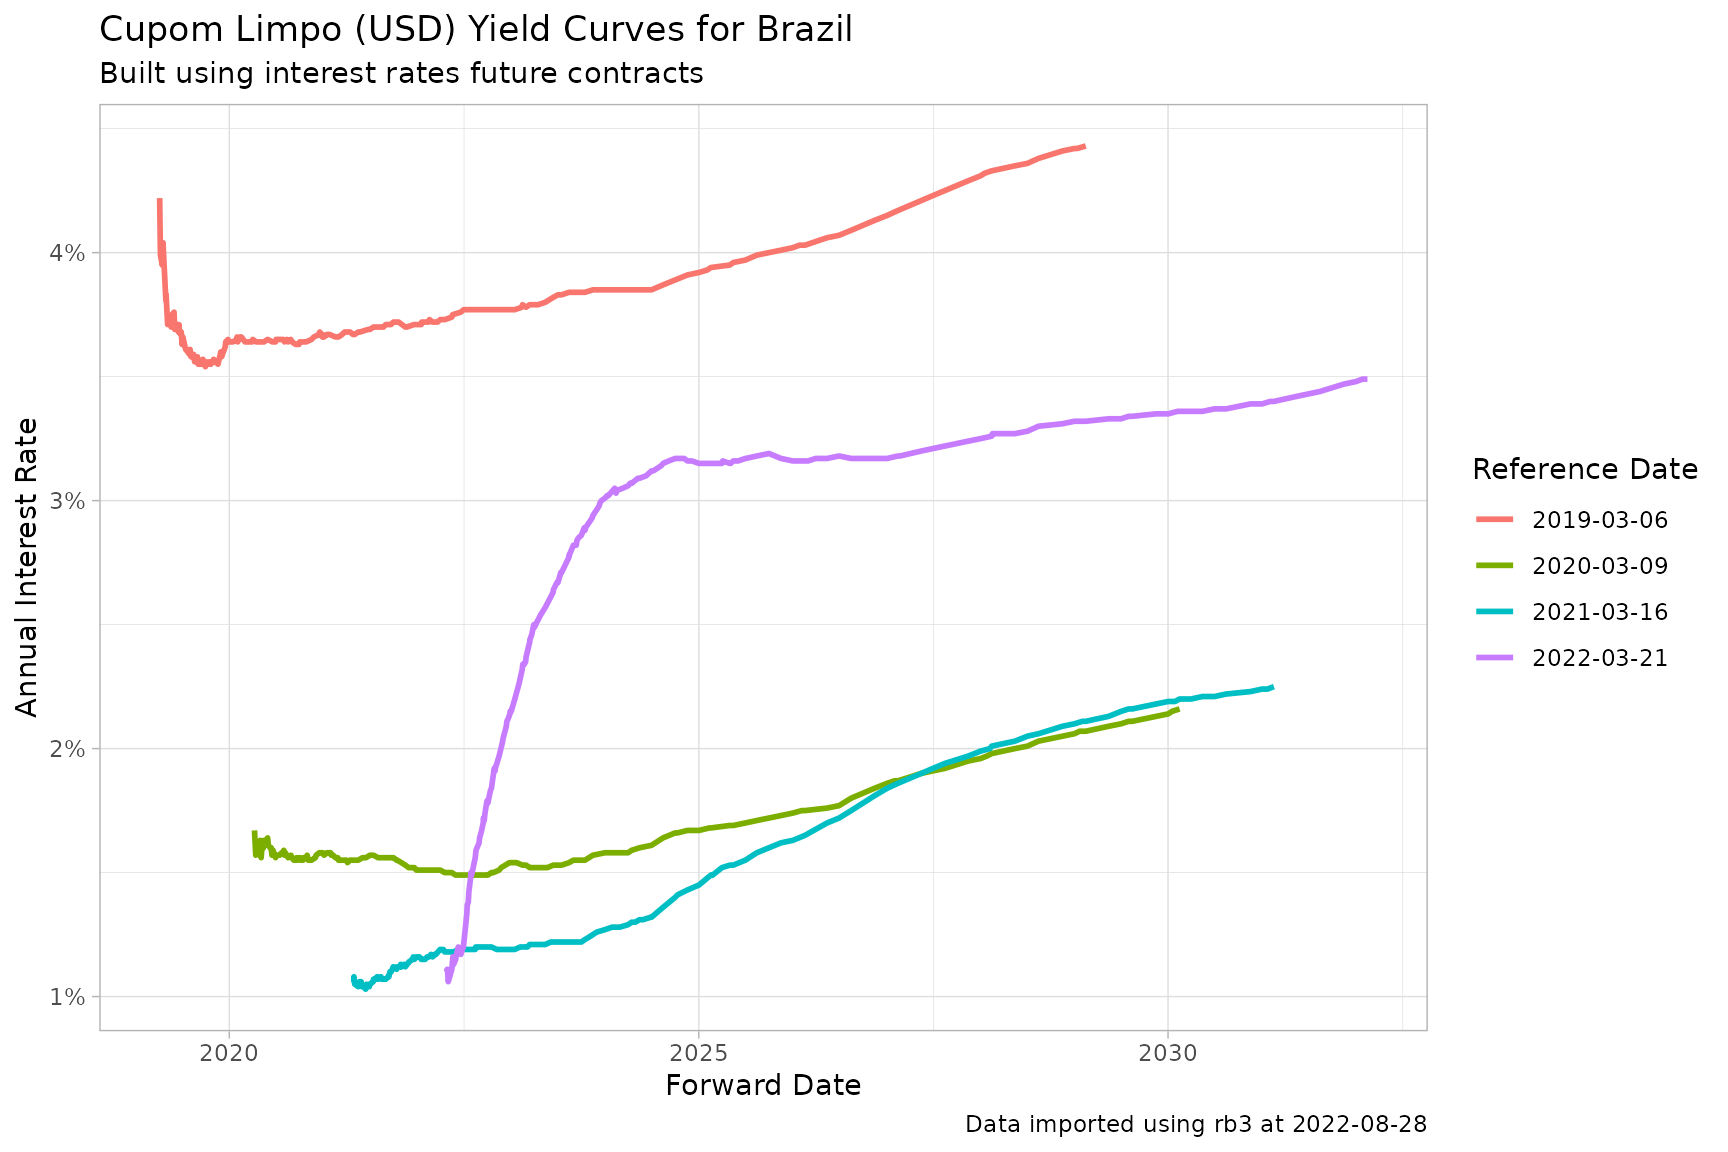 Cupom Limpo (USD) Yield Curves for Brazil
Built using interest rates future contracts
Annual Interest Rate
4%
3%
2%
1%
2020
2025
2030
Forward Date
Reference Date
2019-03-06
2020-03-09
2021-03-16
2022-03-21
Data imported using rb3 at 2022-08-28